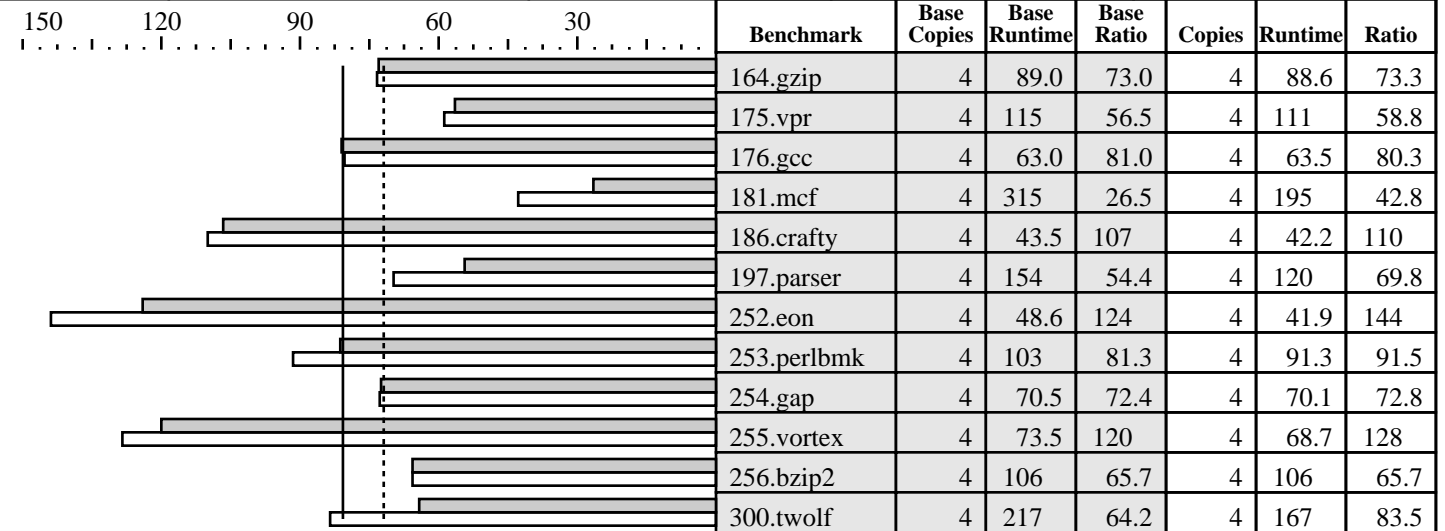 150 120 90 60 30
Benchmark Base Copies Base Runtime Base Ratio Copies Runtime Ratio
164.gzip 4 89.0 73.0 4 88.6 73.3
175.vpr 4 115 56.5 4 111 58.8
176.gcc 4 63.0 81.0 4 63.5 80.3
181.mcf 4 315 26.5 4 195 42.8
186.crafty 4 43.5 107 4 42.2 110
197.parser 4 154 54.4 4 120 69.8
252.eon 4 48.6 124 4 41.9 144
253.perlbmk 4 103 81.3 4 91.3 91.5
254.gap 4 70.5 72.4 4 70.1 72.8
255.vortex 4 73.5 120 4 68.7 128
256.bzip2 4 106 65.7 4 106 65.7
300.twolf 4 217 64.2 4 167 83.5